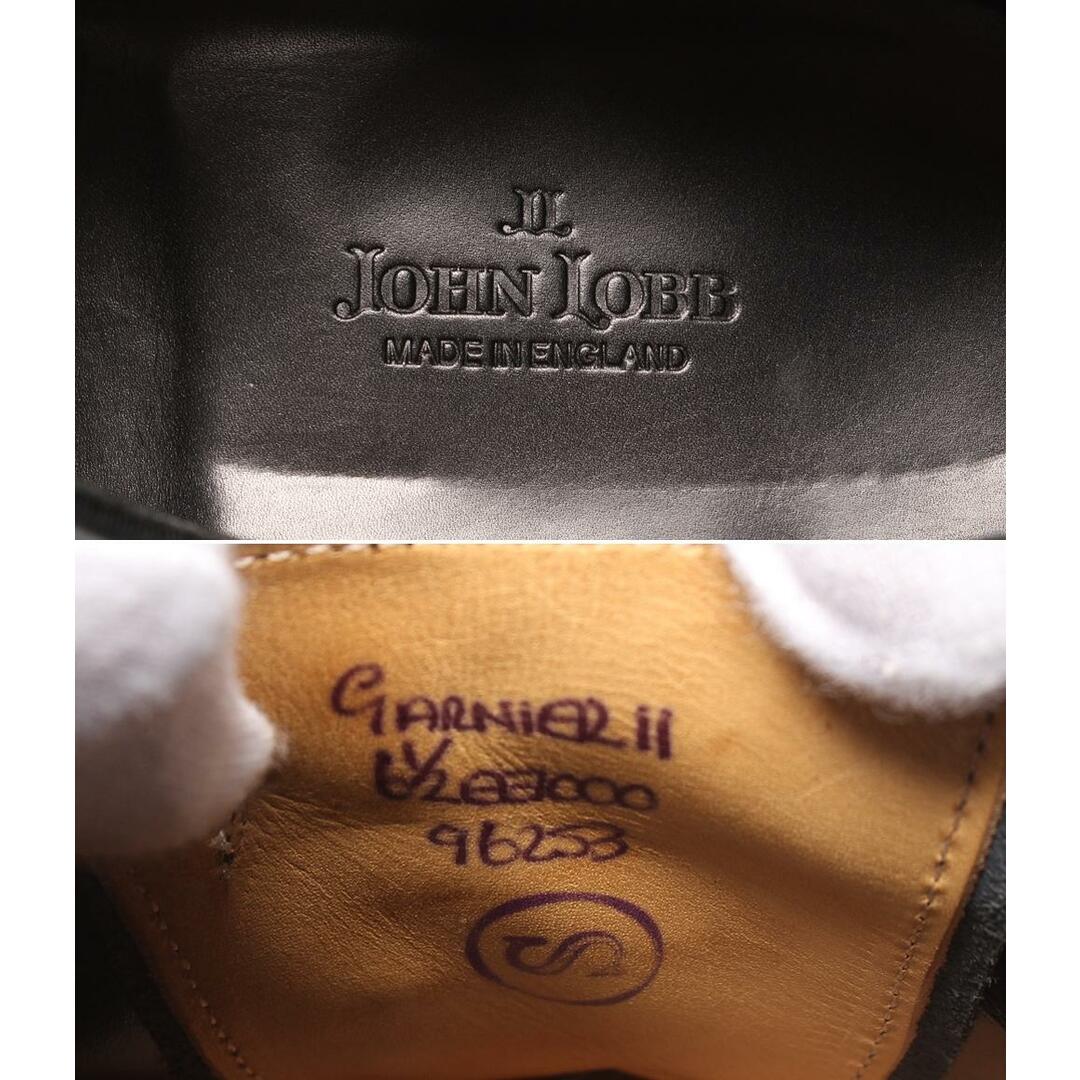 JL
JOHN LOBB
MADE IN ENGLAND
GARNIER II
96253
S